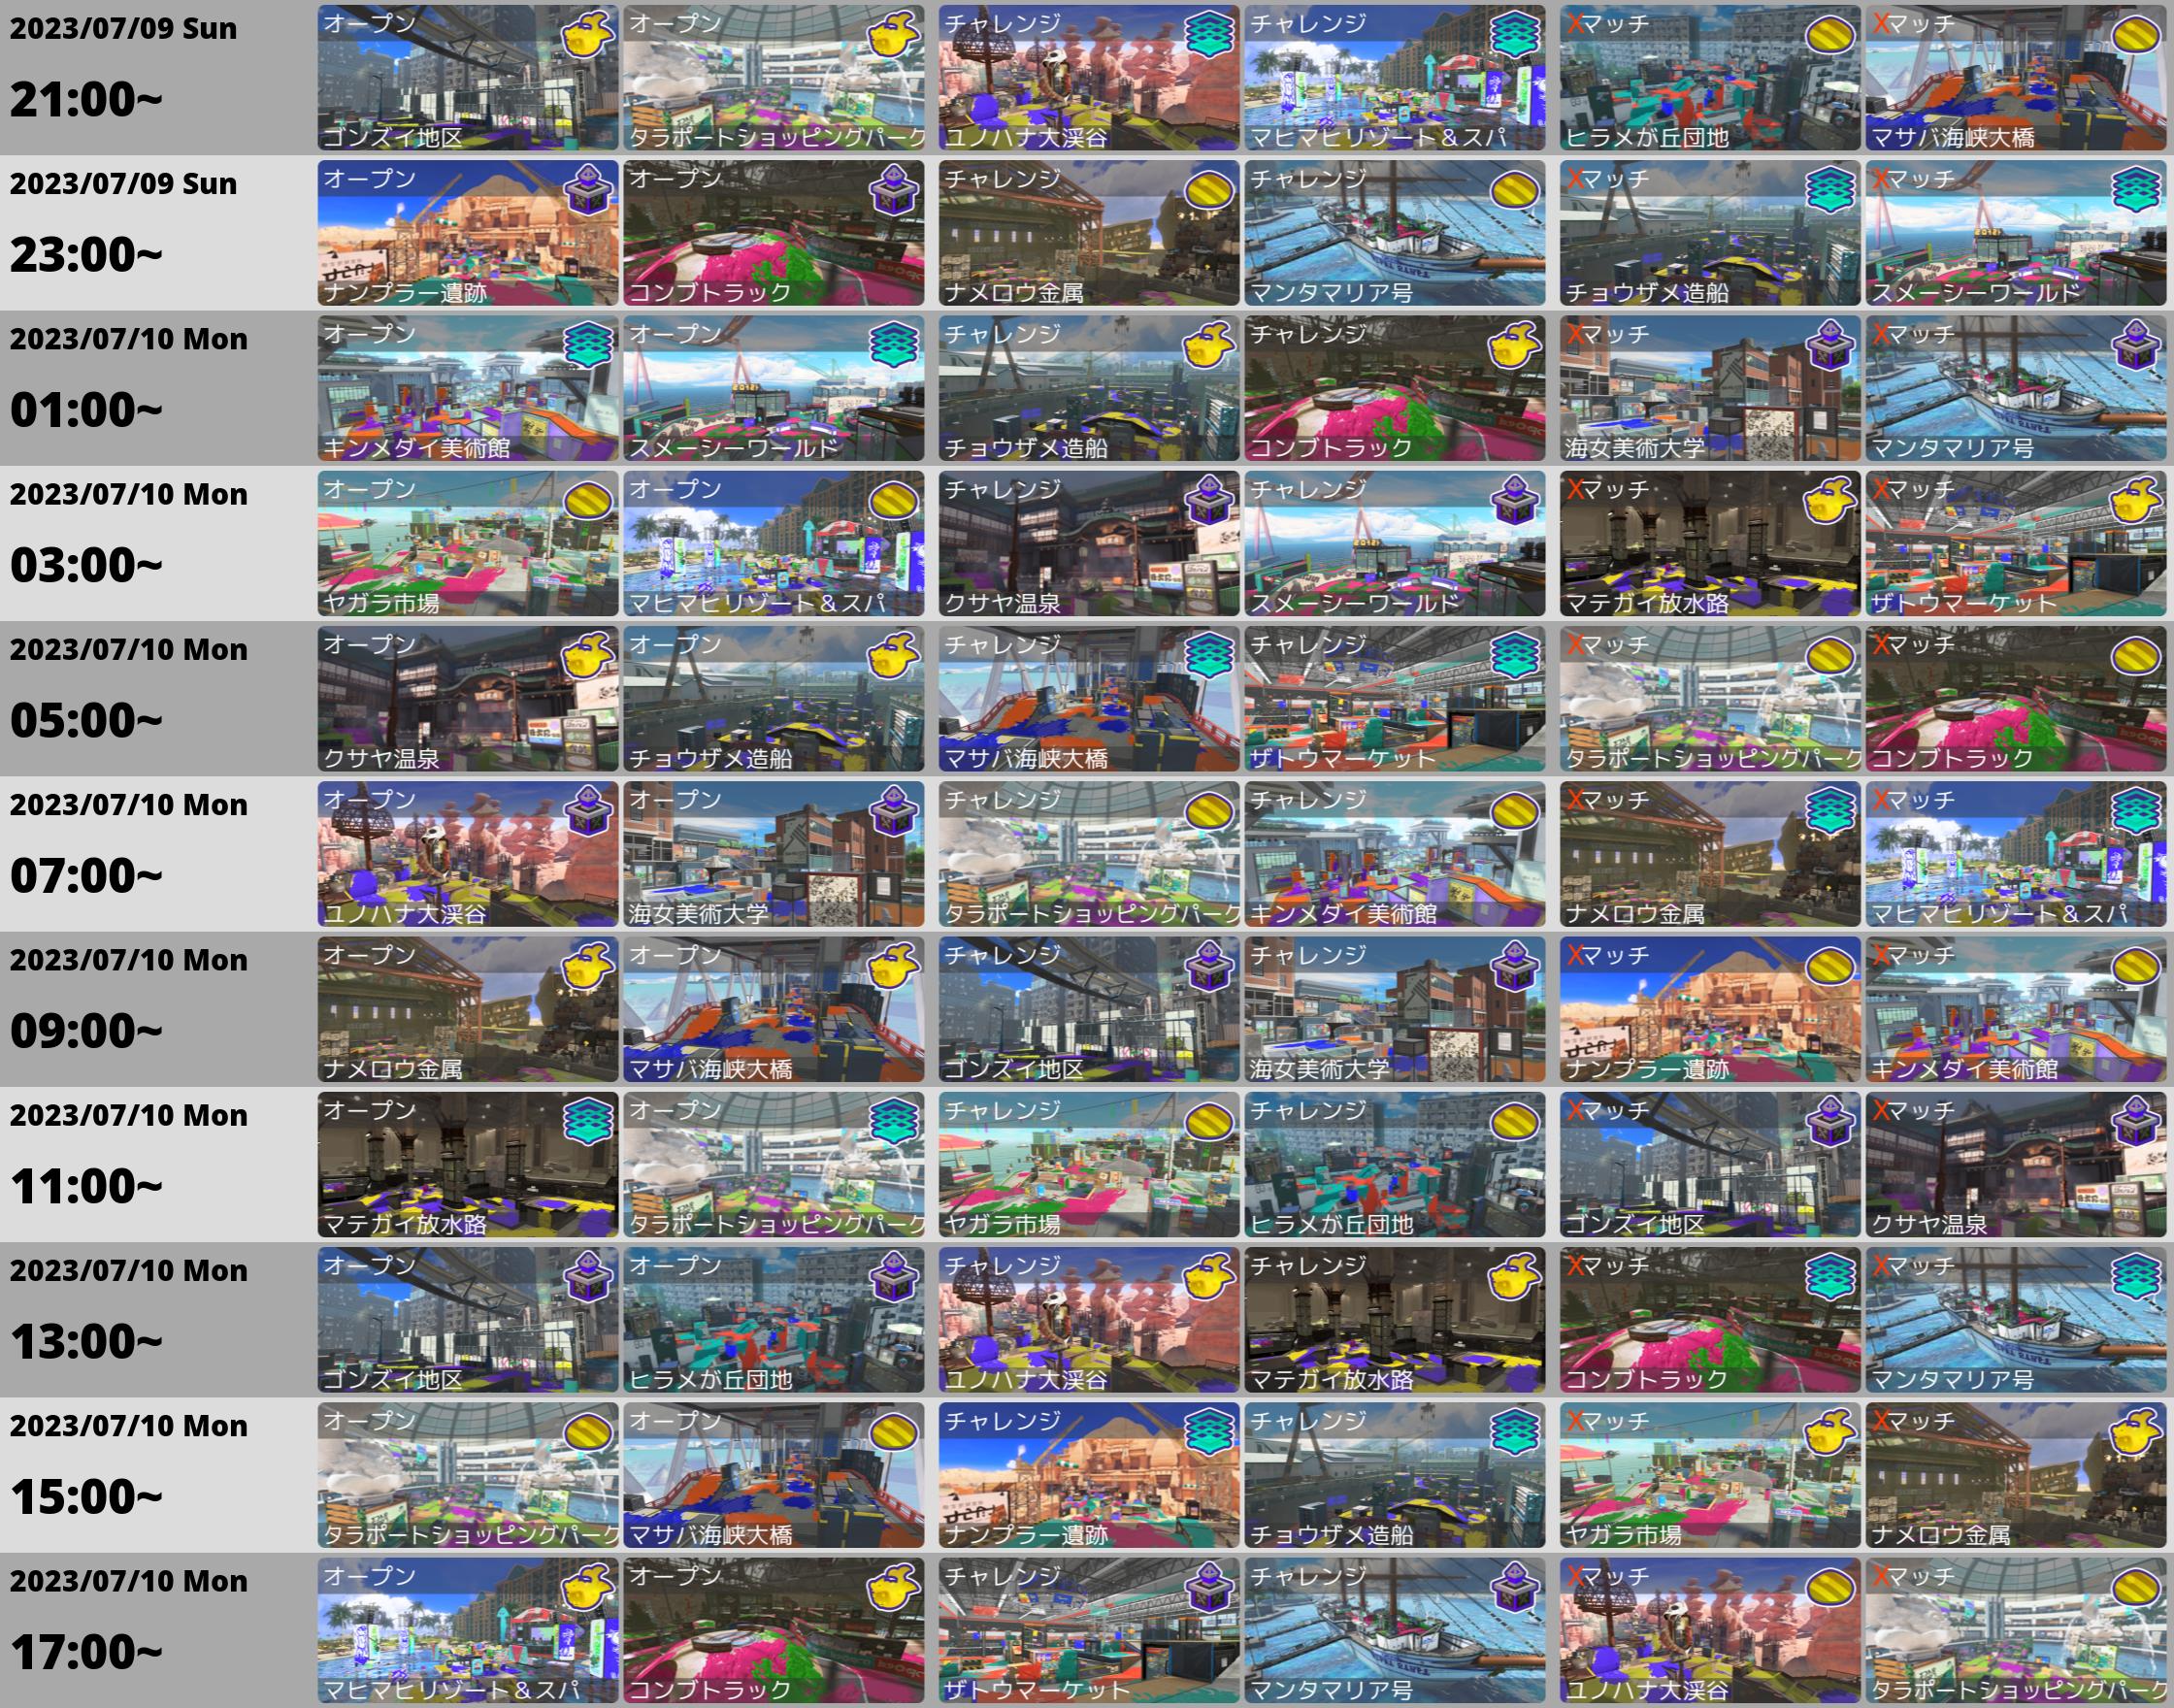 2023/07/09 Sun
21:00~
オープン オープン チャレンジ チャレンジ Xマッチ Xマッチ
ゴンズイ地区 タラポートショッピングパーク ユノハナ大渓谷 マヒマヒリゾート＆スパ ヒラメが丘団地 マサバ海峡大橋
2023/07/09 Sun
23:00~
オープン オープン チャレンジ チャレンジ Xマッチ Xマッチ
ナンプラー遺跡 コンブトラック ナメロウ金属 マンタマリア号 チョウザメ造船 スメーシーワールド
2023/07/10 Mon
01:00~
オープン オープン チャレンジ チャレンジ Xマッチ Xマッチ
キンメダイ美術館 スメーシーワールド チョウザメ造船 コンブトラック 海女美術大学 マンタマリア号
2023/07/10 Mon
03:00~
オープン オープン チャレンジ チャレンジ Xマッチ Xマッチ
ヤガラ市場 マヒマヒリゾート＆スパ クサヤ温泉 スメーシーワールド マテガイ放水路 ザトウマーケット
2023/07/10 Mon
05:00~
オープン オープン チャレンジ チャレンジ Xマッチ Xマッチ
クサヤ温泉 チョウザメ造船 マサバ海峡大橋 ザトウマーケット タラポートショッピングパーク コンブトラック
2023/07/10 Mon
07:00~
オープン オープン チャレンジ チャレンジ Xマッチ Xマッチ
ユノハナ大渓谷 海女美術大学 タラポートショッピングパーク キンメダイ美術館 ナメロウ金属 マヒマヒリゾート＆スパ
2023/07/10 Mon
09:00~
オープン オープン チャレンジ チャレンジ Xマッチ Xマッチ
ナメロウ金属 マサバ海峡大橋 ゴンズイ地区 海女美術大学 ナンプラー遺跡 キンメダイ美術館
2023/07/10 Mon
11:00~
オープン オープン チャレンジ チャレンジ Xマッチ Xマッチ
マテガイ放水路 タラポートショッピングパーク ヤガラ市場 ヒラメが丘団地 ゴンズイ地区 クサヤ温泉
2023/07/10 Mon
13:00~
オープン オープン チャレンジ チャレンジ Xマッチ Xマッチ
ゴンズイ地区 ヒラメが丘団地 ユノハナ大渓谷 マテガイ放水路 コンブトラック マンタマリア号
2023/07/10 Mon
15:00~
オープン オープン チャレンジ チャレンジ Xマッチ Xマッチ
タラポートショッピングパーク マサバ海峡大橋 ナンプラー遺跡 チョウザメ造船 ヤガラ市場 ナメロウ金属
2023/07/10 Mon
17:00~
オープン オープン チャレンジ チャレンジ Xマッチ Xマッチ
マヒマヒリゾート＆スパ コンブトラック ザトウマーケット マンタマリア号 ユノハナ大渓谷 タラポートショッピングパーク